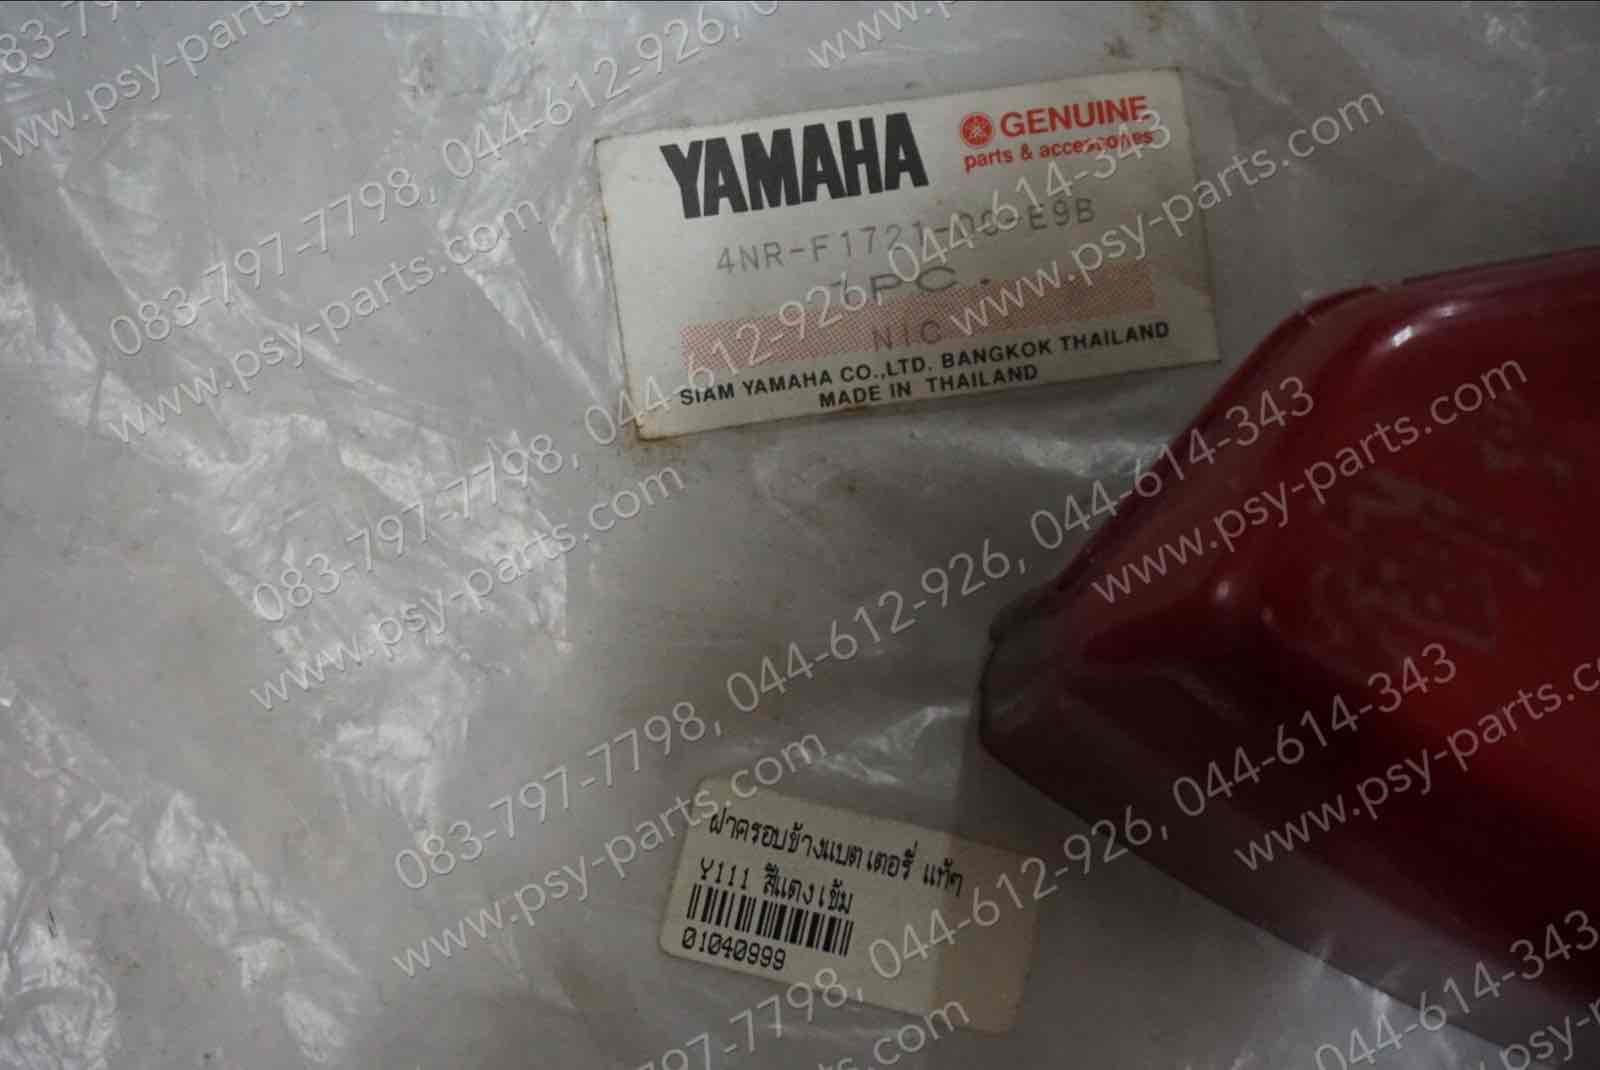 083-797-7798, 044-612-926, 044-614-343
www.psy-parts.com
YAMAHA
GENUINE
parts & accessories
4NR-F1721-00-E9B
1PC.
NIC
SIAM YAMAHA CO.,LTD. BANGKOK THAILAND
MADE IN THAILAND
ฝาครอบข้างแบตเตอรี่ แท้ๆ
Y111 สีแดงเข้ม
01040999